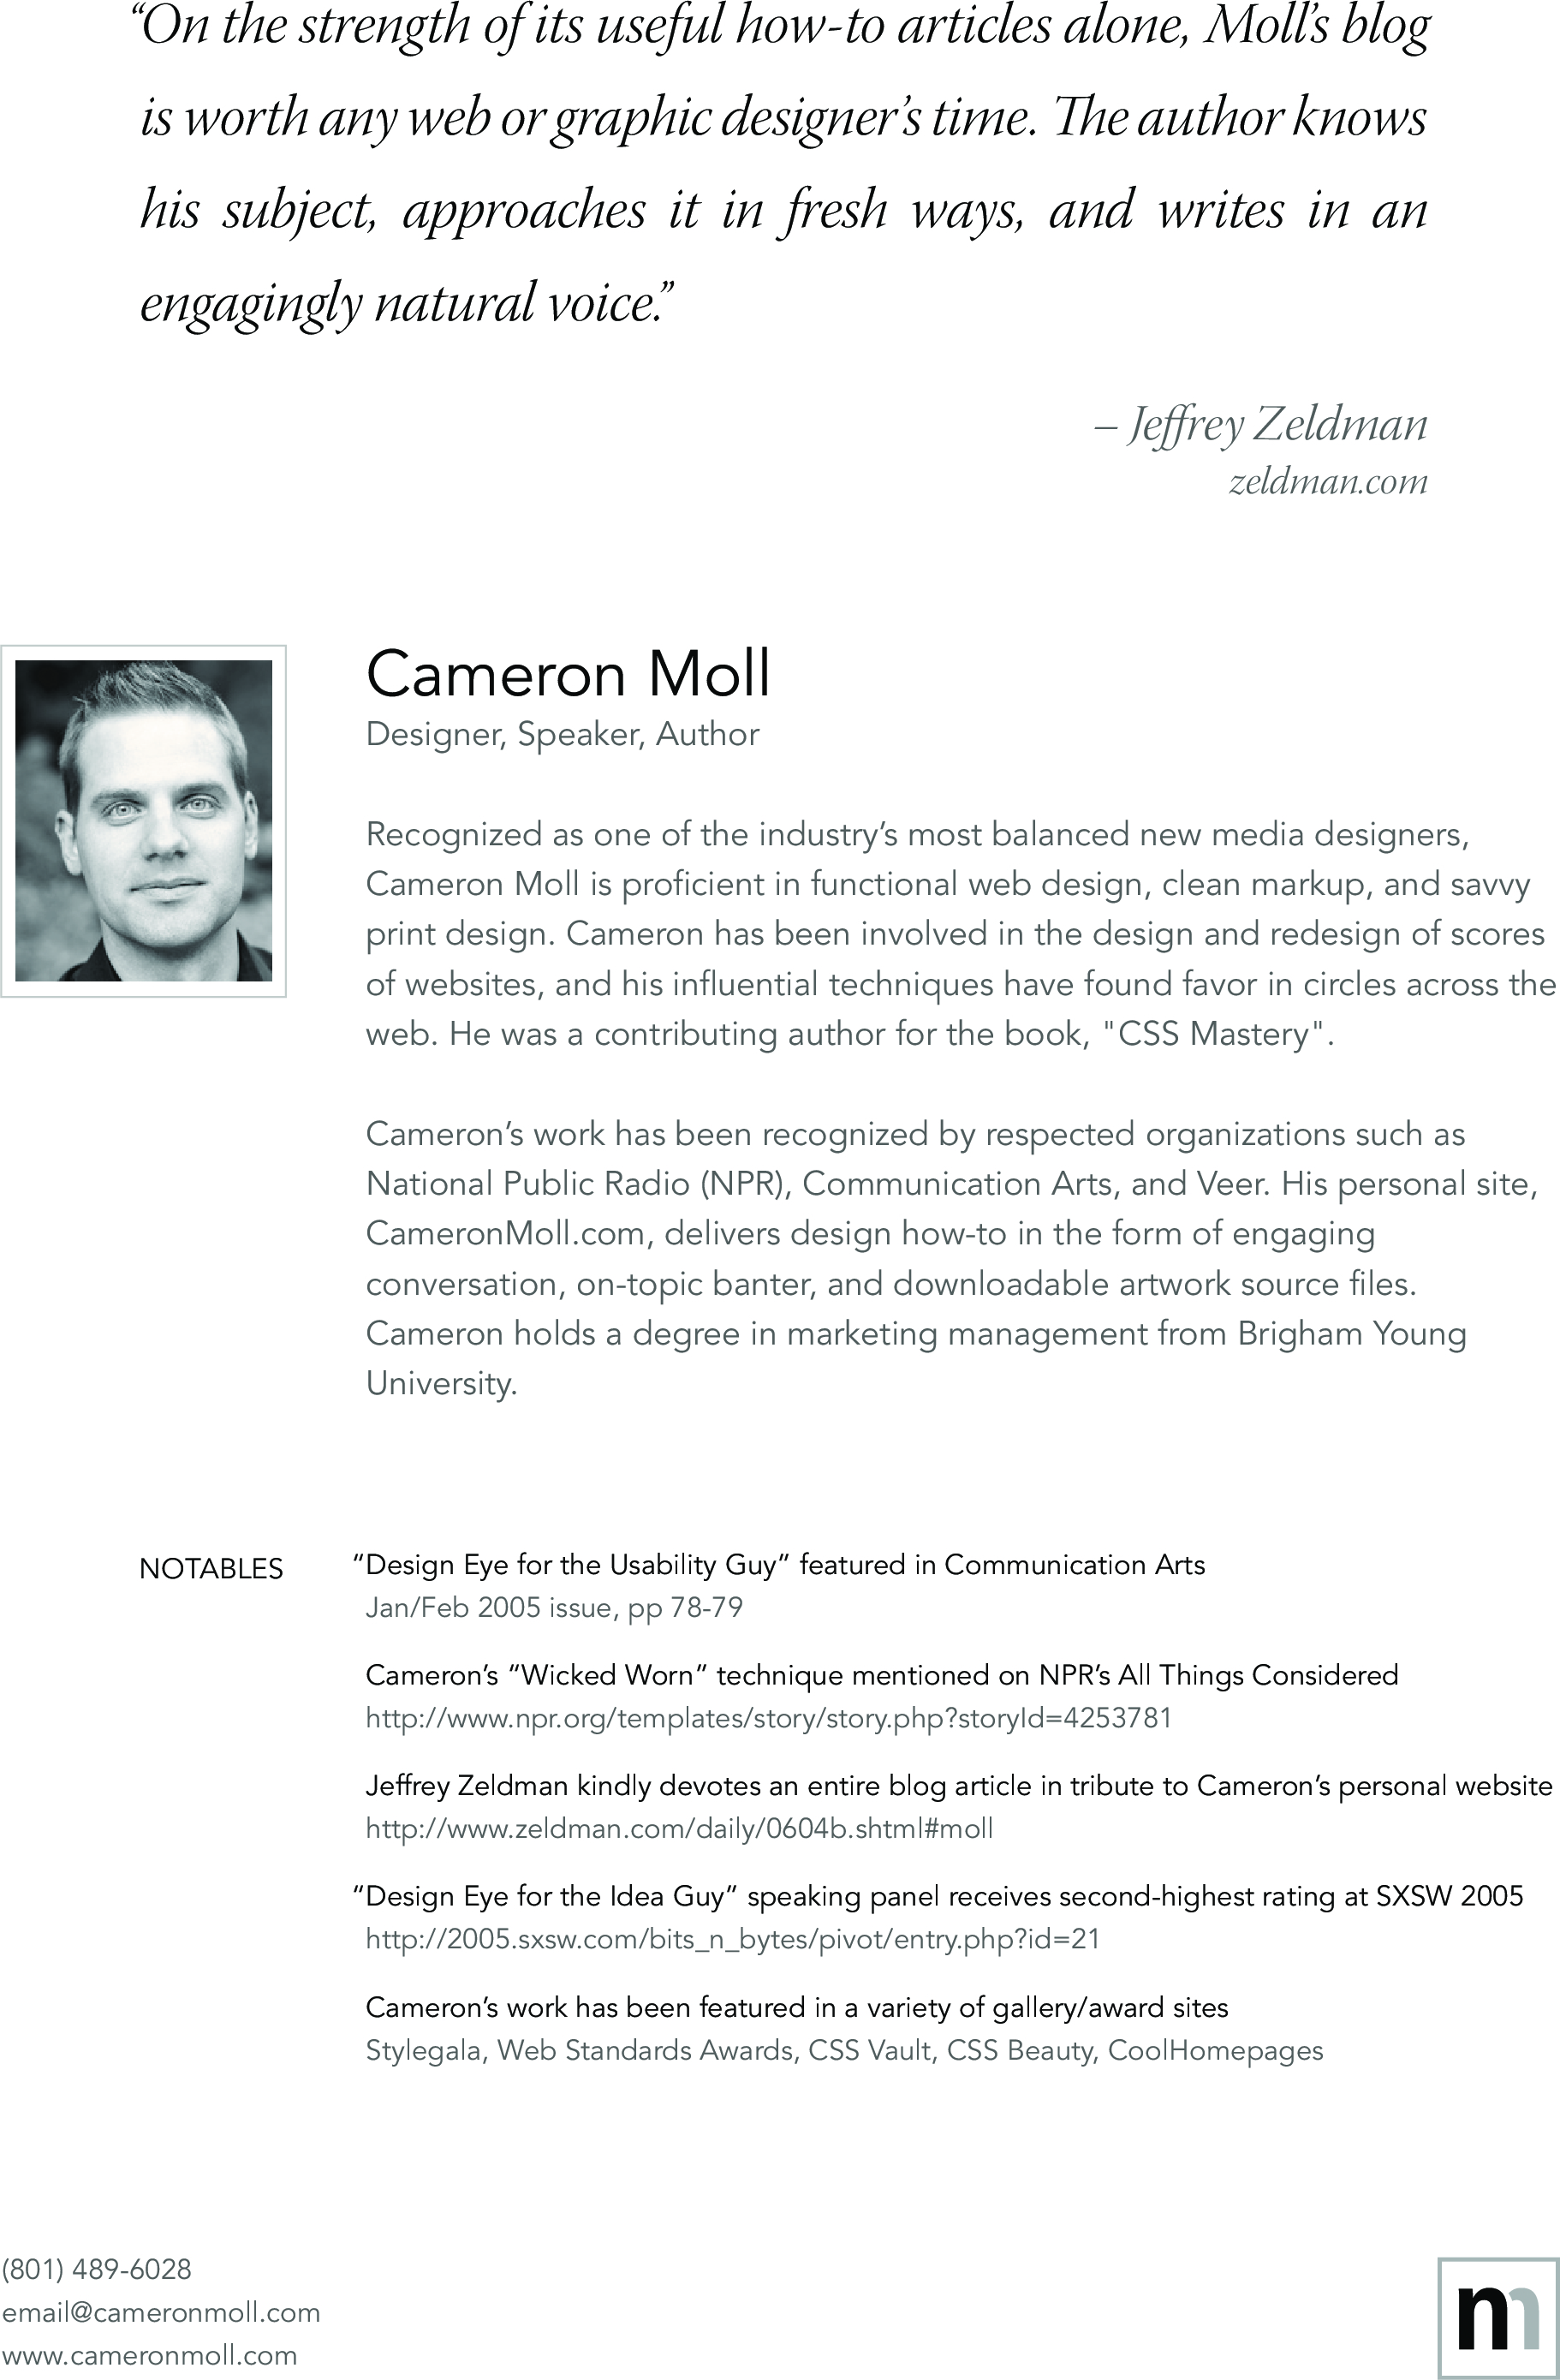 “On the strength of its useful how-to articles alone, Moll’s blog
is worth any web or graphic designer’s time. The author knows
his subject, approaches it in fresh ways, and writes in an
engagingly natural voice.”
– Jeffrey Zeldman
zeldman.com
Cameron Moll
Designer, Speaker, Author
Recognized as one of the industry’s most balanced new media designers,
Cameron Moll is proficient in functional web design, clean markup, and savvy
print design. Cameron has been involved in the design and redesign of scores
of websites, and his influential techniques have found favor in circles across the
web. He was a contributing author for the book, "CSS Mastery".
Cameron’s work has been recognized by respected organizations such as
National Public Radio (NPR), Communication Arts, and Veer. His personal site,
CameronMoll.com, delivers design how-to in the form of engaging
conversation, on-topic banter, and downloadable artwork source files.
Cameron holds a degree in marketing management from Brigham Young
University.
NOTABLES
“Design Eye for the Usability Guy” featured in Communication Arts
Jan/Feb 2005 issue, pp 78-79
Cameron’s “Wicked Worn” technique mentioned on NPR’s All Things Considered
http://www.npr.org/templates/story/story.php?storyId=4253781
Jeffrey Zeldman kindly devotes an entire blog article in tribute to Cameron’s personal website
http://www.zeldman.com/daily/0604b.shtml#moll
“Design Eye for the Idea Guy” speaking panel receives second-highest rating at SXSW 2005
http://2005.sxsw.com/bits_n_bytes/pivot/entry.php?id=21
Cameron’s work has been featured in a variety of gallery/award sites
Stylegala, Web Standards Awards, CSS Vault, CSS Beauty, CoolHomepages
(801) 489-6028
email@cameronmoll.com
www.cameronmoll.com
m